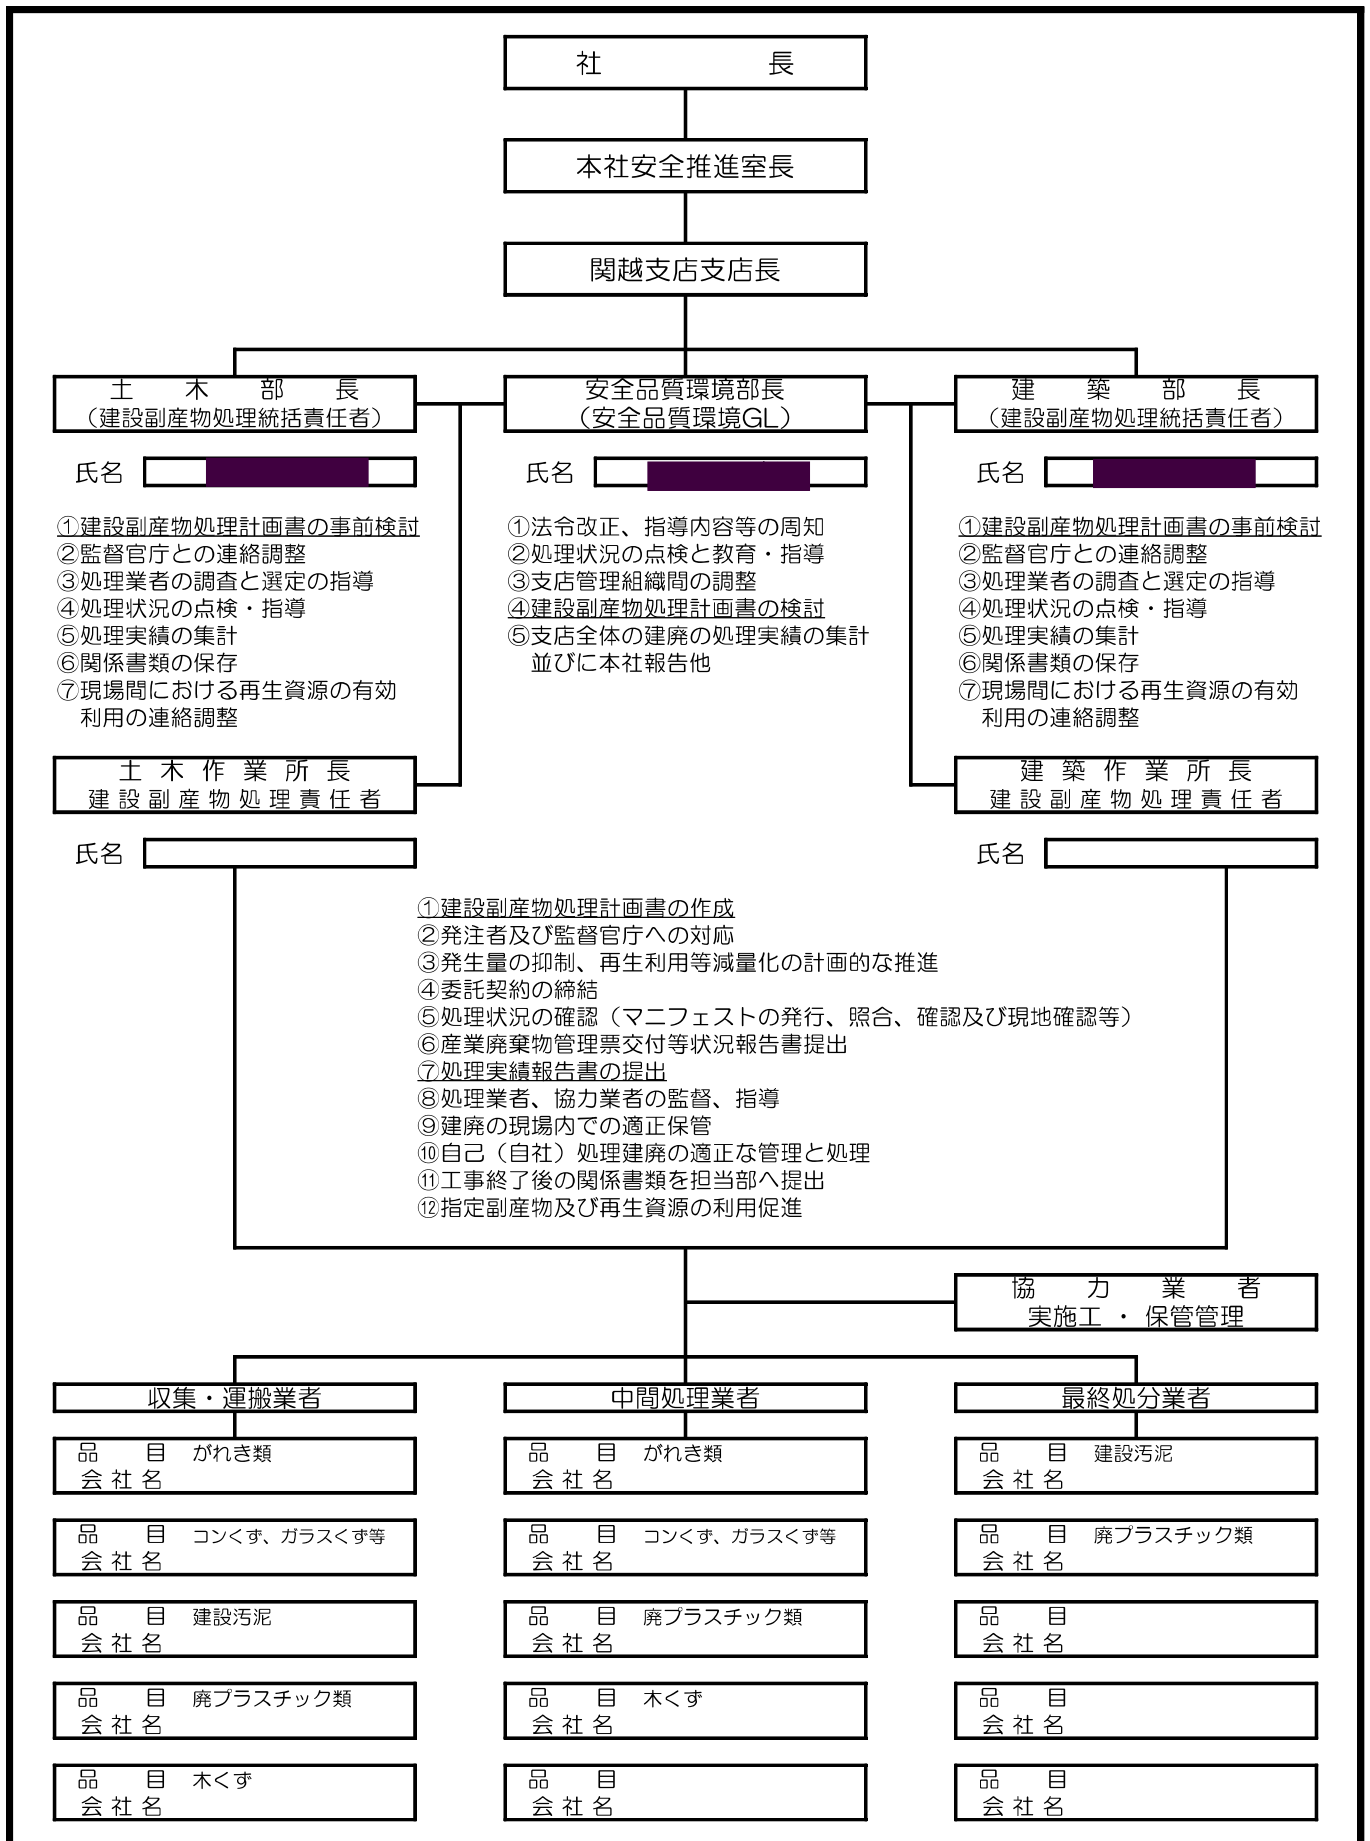 社長
本社安全推進室長
関越支店支店長
土木部長
（建設副産物処理統括責任者）
氏名
①建設副産物処理計画書の事前検討
②監督官庁との連絡調整
③処理業者の調査と選定の指導
④処理状況の点検・指導
⑤処理実績の集計
⑥関係書類の保存
⑦現場間における再生資源の有効
利用の連絡調整
安全品質環境部長
（安全品質環境GL）
氏名
①法令改正、指導内容等の周知
②処理状況の点検と教育・指導
③支店管理組織間の調整
④建設副産物処理計画書の検討
⑤支店全体の建廃の処理実績の集計
並びに本社報告他
建築部長
（建設副産物処理統括責任者）
氏名
①建設副産物処理計画書の事前検討
②監督官庁との連絡調整
③処理業者の調査と選定の指導
④処理状況の点検・指導
⑤処理実績の集計
⑥関係書類の保存
⑦現場間における再生資源の有効
利用の連絡調整
土木作業所長
建設副産物処理責任者
氏名
建築作業所長
建設副産物処理責任者
氏名
①建設副産物処理計画書の作成
②発注者及び監督官庁への対応
③発生量の抑制、再生利用等減量化の計画的な推進
④委託契約の締結
⑤処理状況の確認（マニフェストの発行、照合、確認及び現地確認等）
⑥産業廃棄物管理票交付等状況報告書提出
⑦処理実績報告書の提出
⑧処理業者、協力業者の監督、指導
⑨建廃の現場内での適正保管
⑩自己（自社）処理建廃の適正な管理と処理
⑪工事終了後の関係書類を担当部へ提出
⑫指定副産物及び再生資源の利用促進
協力業者
実施工・保管管理
収集・運搬業者
品目 がれき類
会社名
品目 コンくず、ガラスくず等
会社名
品目 建設汚泥
会社名
品目 廃プラスチック類
会社名
品目 木くず
会社名
中間処理業者
品目 がれき類
会社名
品目 コンくず、ガラスくず等
会社名
品目 廃プラスチック類
会社名
品目 木くず
会社名
品目
会社名
最終処分業者
品目 建設汚泥
会社名
品目 廃プラスチック類
会社名
品目
会社名
品目
会社名
品目
会社名